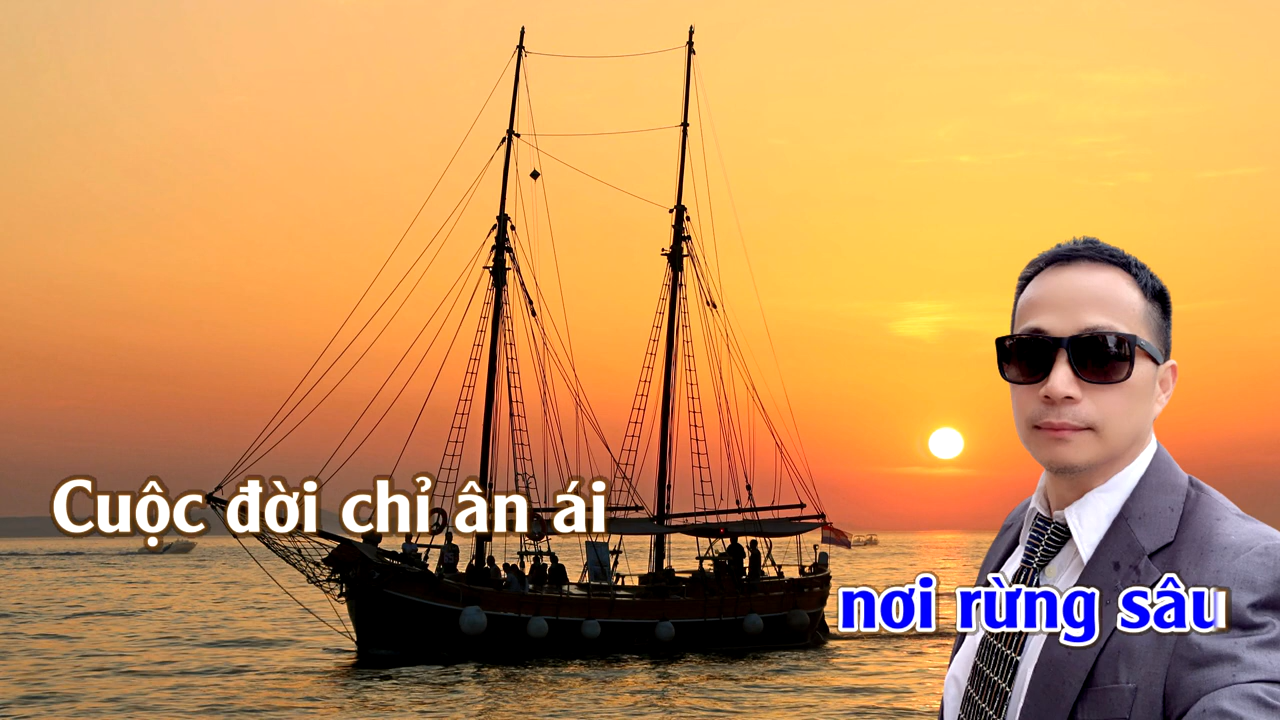 Cuộc đời chỉ ân ái
nơi rừng sâu